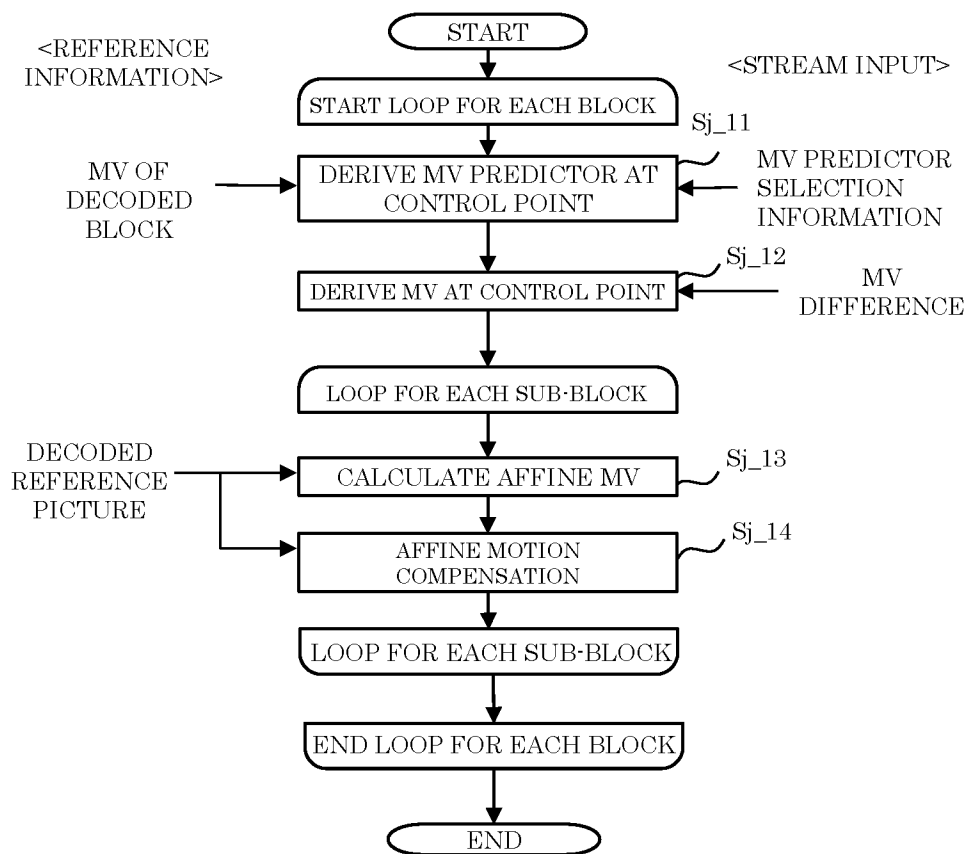 START
<REFERENCE
INFORMATION>
<STREAM INPUT>
START LOOP FOR EACH BLOCK
Sj_11
MV OF
DECODED
BLOCK
DERIVE MV PREDICTOR AT
CONTROL POINT
MV PREDICTOR
SELECTION
INFORMATION
Sj_12
DERIVE MV AT CONTROL POINT
MV
DIFFERENCE
LOOP FOR EACH SUB-BLOCK
DECODED
REFERENCE
PICTURE
CALCULATE AFFINE MV
Sj_13
Sj_14
AFFINE MOTION
COMPENSATION
LOOP FOR EACH SUB-BLOCK
END LOOP FOR EACH BLOCK
END